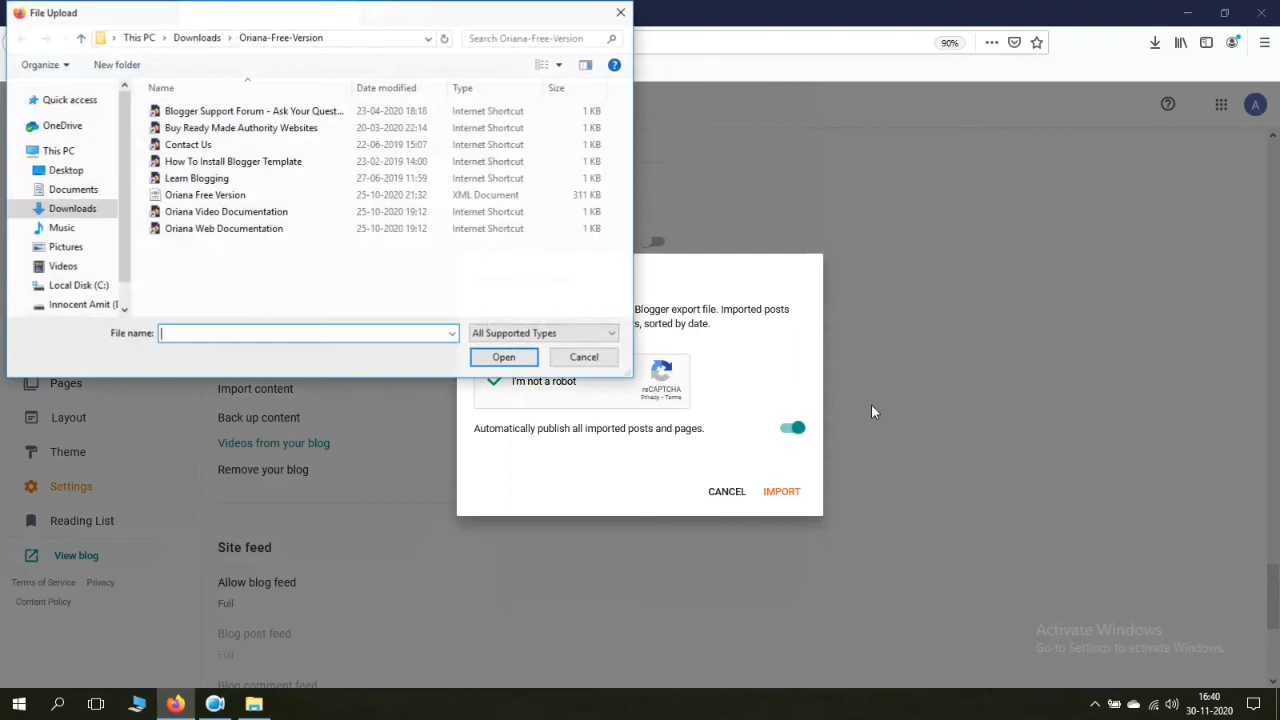 File Upload
This PC > Downloads > Oriana-Free-Version
Search Oriana-Free-Version
90%
Organize
New folder
Name
Date modified
Type
Size
Quick access
OneDrive
This PC
Desktop
Documents
Downloads
Music
Pictures
Videos
Local Disk (C:)
Innocent Amit (I
Blogger Support Forum - Ask Your Quest... 23-04-2020 18:18 Internet Shortcut 1 KB
Buy Ready Made Authority Websites 20-03-2020 22:14 Internet Shortcut 1 KB
Contact Us 22-06-2019 15:07 Internet Shortcut 1 KB
How To Install Blogger Template 23-02-2019 14:00 Internet Shortcut 1 KB
Learn Blogging 27-06-2019 11:59 Internet Shortcut 1 KB
Oriana Free Version 25-10-2020 21:32 XML Document 311 KB
Oriana Video Documentation 25-10-2020 19:12 Internet Shortcut 1 KB
Oriana Web Documentation 25-10-2020 19:12 Internet Shortcut 1 KB
File name:
All Supported Types
Open
Cancel
A
Blogger export file. Imported posts
s, sorted by date.
I'm not a robot
reCAPTCHA
Privacy - Terms
Automatically publish all imported posts and pages.
CANCEL
IMPORT
Pages
Layout
Theme
Settings
Reading List
View blog
Terms of Service Privacy
Content Policy
Import content
Back up content
Videos from your blog
Remove your blog
Site feed
Allow blog feed
Full
Blog post feed
Full
Blog comment feed
Activate Windows
Go to Settings to activate Windows.
16:40
30-11-2020